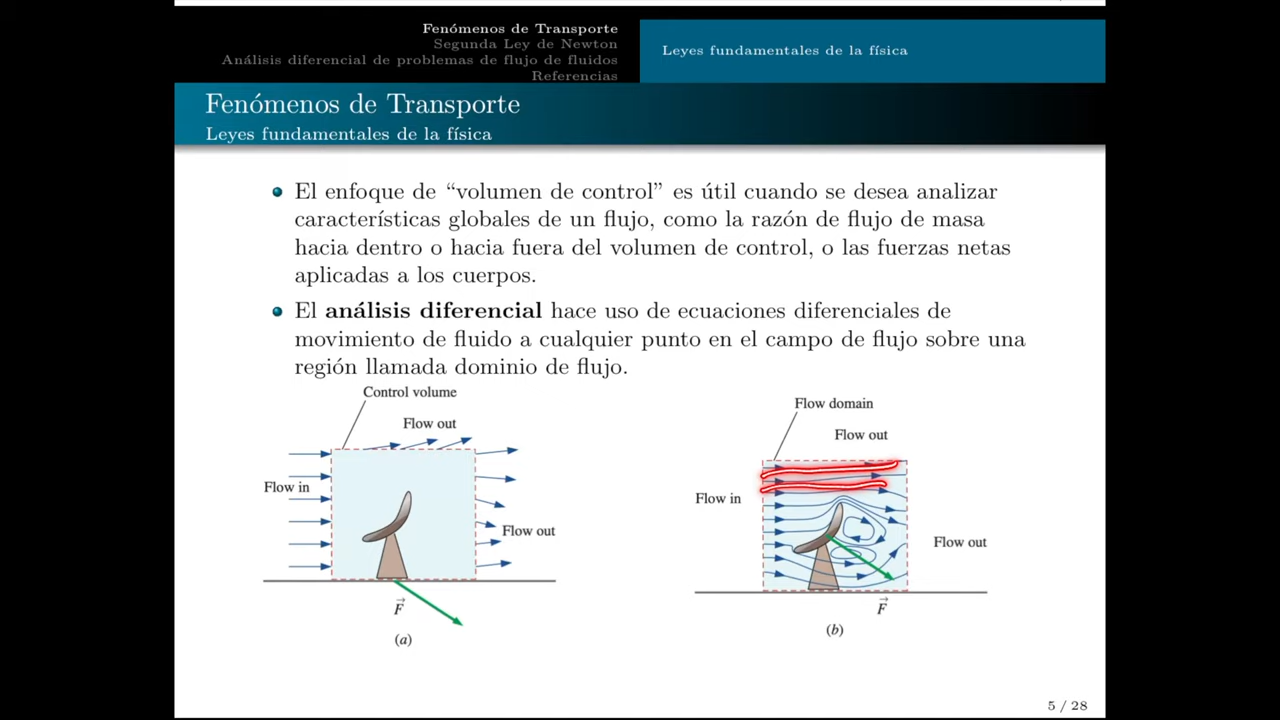 Fenómenos de Transporte
Segunda Ley de Newton
Análisis diferencial de problemas de flujo de fluidos
Referencias
Leyes fundamentales de la física
Fenómenos de Transporte
Leyes fundamentales de la física
El enfoque de “volumen de control” es útil cuando se desea analizar
características globales de un flujo, como la razón de flujo de masa
hacia dentro o hacia fuera del volumen de control, o las fuerzas netas
aplicadas a los cuerpos.
El análisis diferencial hace uso de ecuaciones diferenciales de
movimiento de fluido a cualquier punto en el campo de flujo sobre una
región llamada dominio de flujo.
Control volume
Flow out
Flow in
Flow out
F⃗
(a)
Flow domain
Flow out
Flow in
Flow out
F⃗
(b)
5 / 28